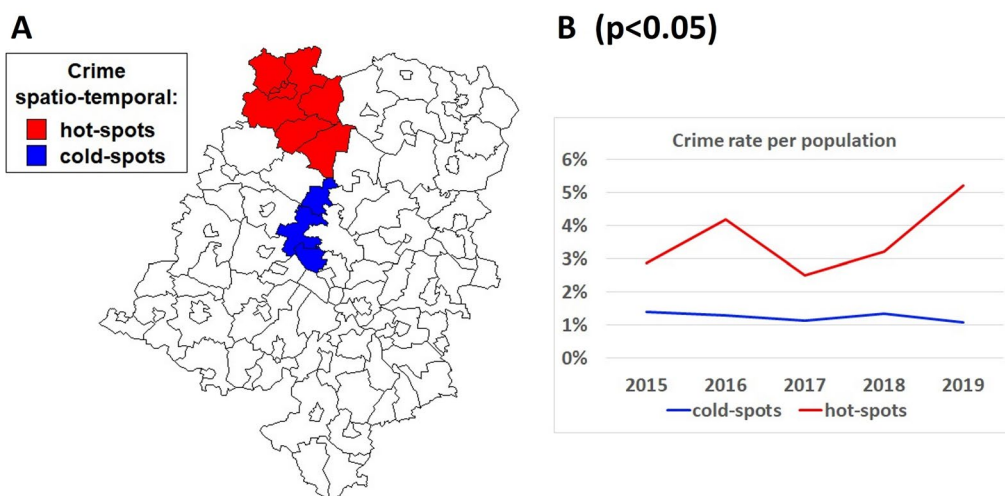 A
Crime
spatio-temporal:
hot-spots
cold-spots
B (p<0.05)
Crime rate per population
6%
5%
4%
3%
2%
1%
0%
2015 2016 2017 2018 2019
cold-spots hot-spots